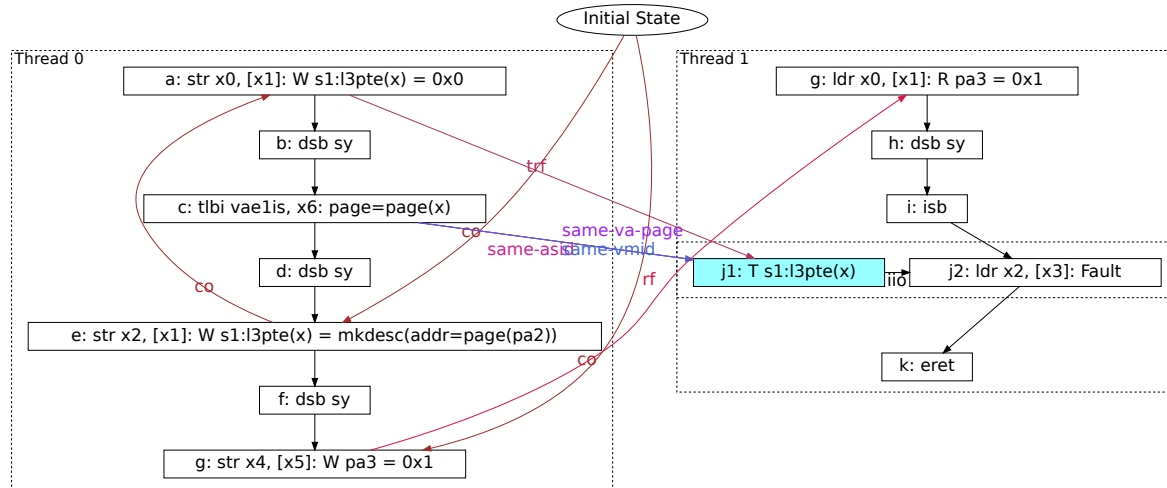 Initial State
Thread 0
Thread 1
a: str x0, [x1]: W s1:l3pte(x) = 0x0
g: ldr x0, [x1]: R pa3 = 0x1
b: dsb sy
h: dsb sy
trf
c: tlbi vae1is, x6: page=page(x)
i: isb
co
same-va-page
same-asid
same-vmid
d: dsb sy
j1: T s1:l3pte(x)
iio
j2: ldr x2, [x3]: Fault
co
rf
e: str x2, [x1]: W s1:l3pte(x) = mkdesc(addr=page(pa2))
co
k: eret
f: dsb sy
g: str x4, [x5]: W pa3 = 0x1